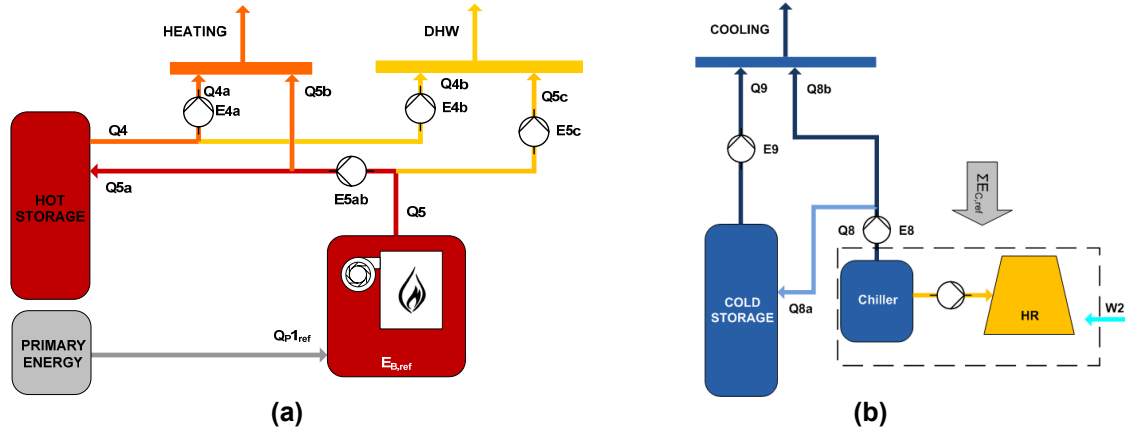 HEATING
DHW
Q4a
E4a
Q5b
Q4b
E4b
Q5c
E5c
Q4
Q5a
E5ab
Q5
HOT
STORAGE
PRIMARY
ENERGY
QP1ref
EB,ref
(a)
COOLING
Q9
Q8b
E9
ΣEC,ref
Q8
E8
COLD
STORAGE
Q8a
Chiller
HR
W2
(b)